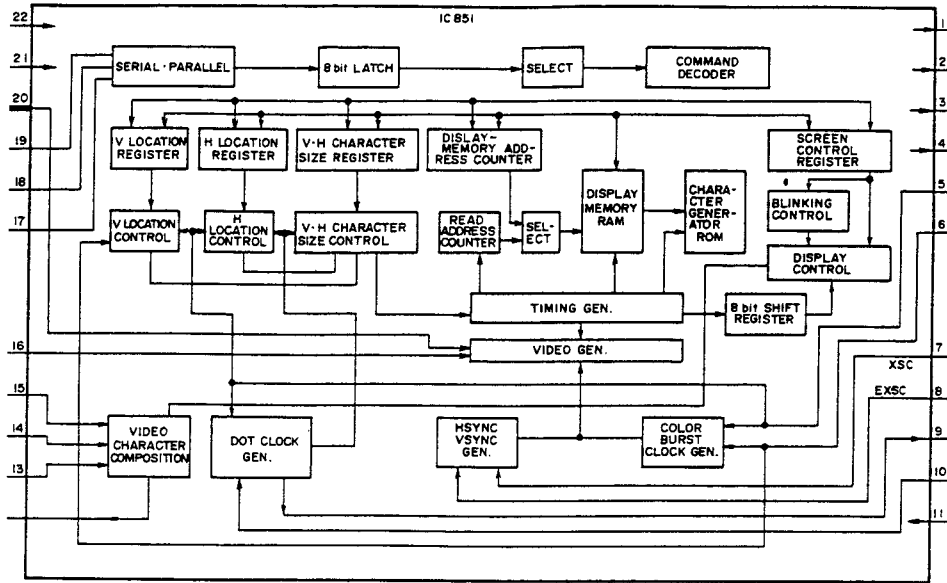 IC 851
22
1
21
2
SERIAL · PARALLEL
8 bit LATCH
SELECT
COMMAND
DECODER
20
3
19
V LOCATION
REGISTER
H LOCATION
REGISTER
V·H CHARACTER
SIZE REGISTER
DISLAY-
MEMORY ADD-
RESS COUNTER
SCREEN
CONTROL
REGISTER
4
18
DISPLAY
MEMORY
RAM
CHARA-
CTER
GENER-
ATOR
ROM
BLINKING
CONTROL
5
17
V LOCATION
CONTROL
H
LOCATION
CONTROL
V·H CHARACTER
SIZE CONTROL
READ
ADDRESS
COUNTER
SEL-
ECT
6
DISPLAY
CONTROL
TIMING GEN.
8 bit SHIFT
REGISTER
16
VIDEO GEN.
7
XSC
15
EXSC
8
14
VIDEO
CHARACTER
COMPOSITION
DOT CLOCK
GEN.
HSYNC
VSYNC
GEN.
COLOR
BURST
CLOCK GEN.
9
13
10
11